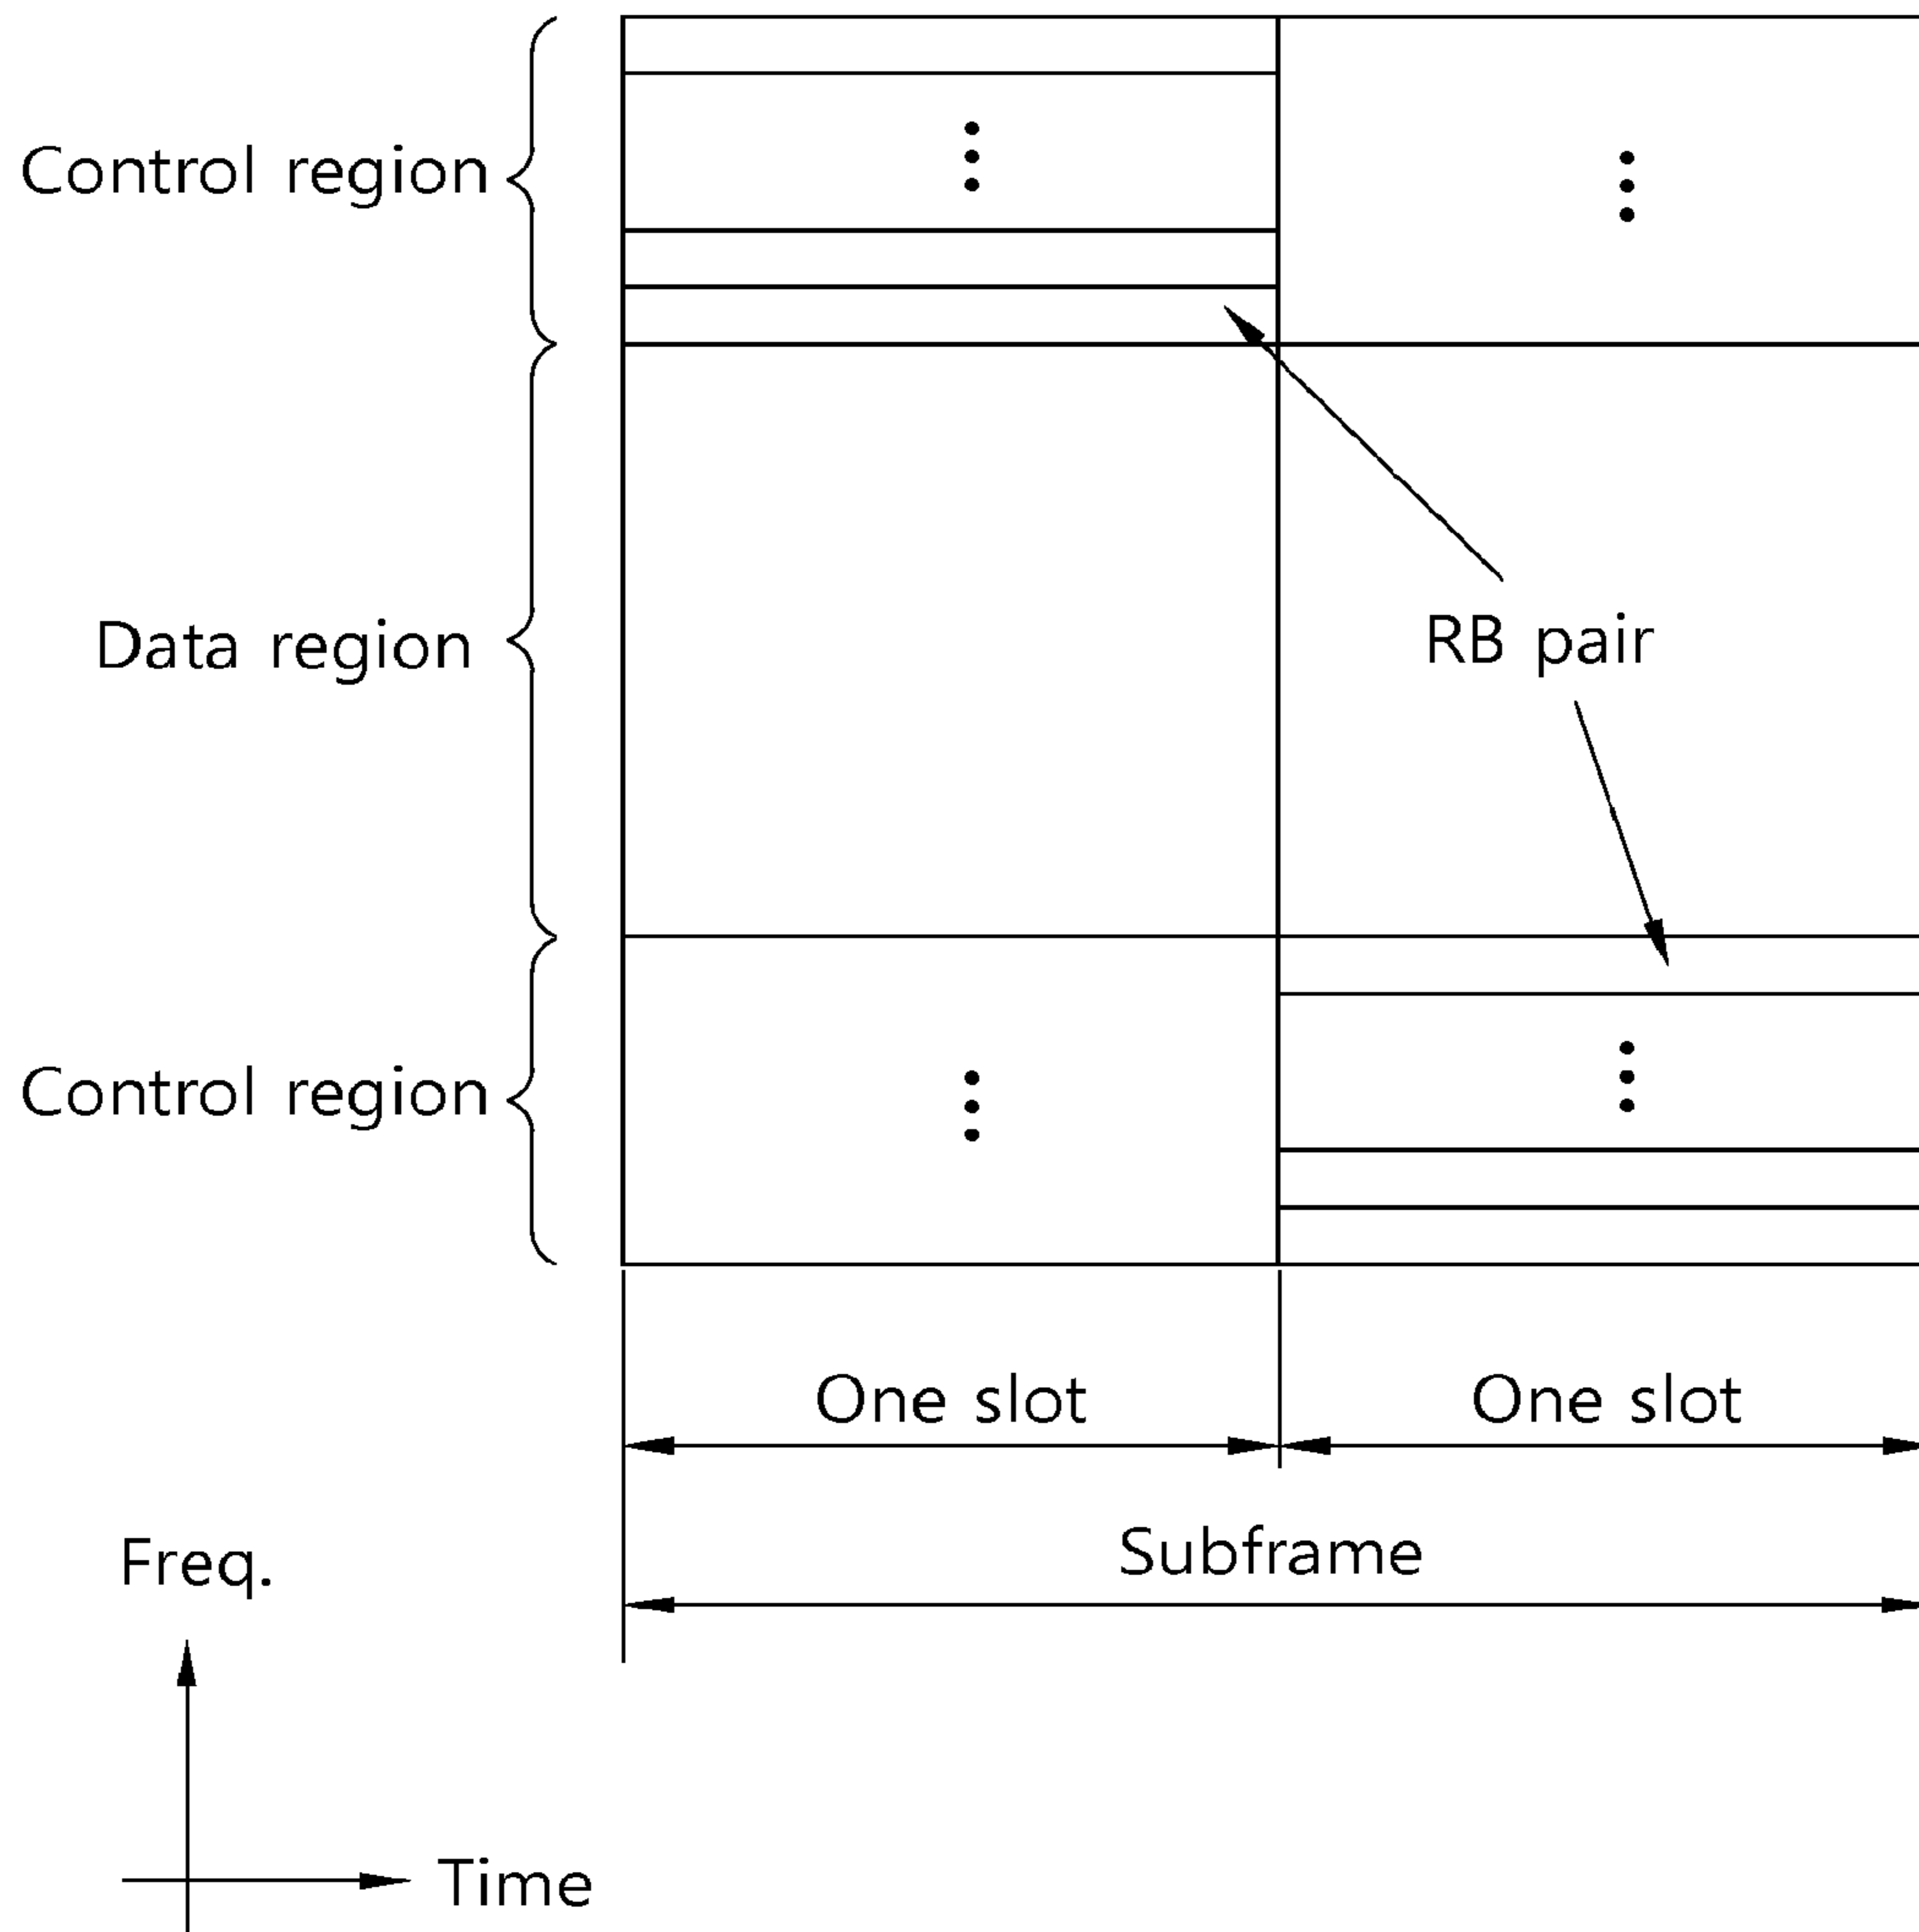 Control region
Data region
RB pair
Control region
One slot
One slot
Subframe
Freq.
Time